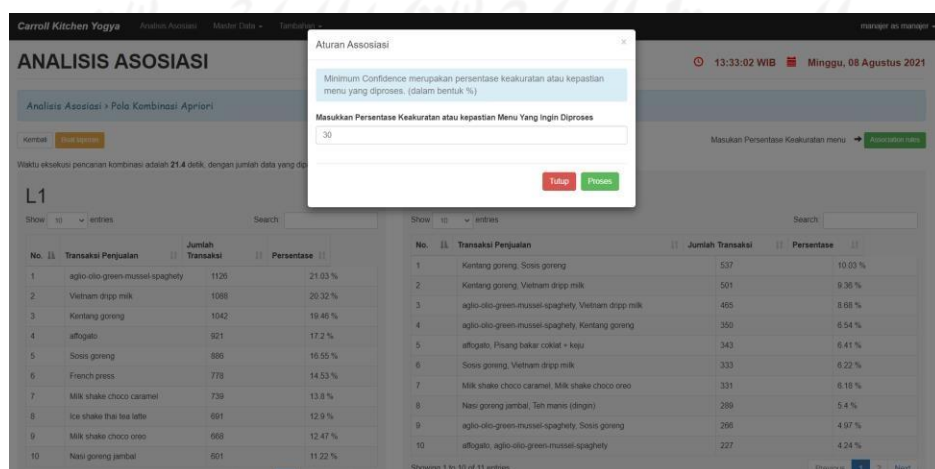 Carroll Kitchen Yogya Analisis Asosiasi Master Data Tambahan manajer as manajer
Aturan Assosiasi ×
ANALISIS ASOSIASI
13:33:02 WIB Minggu, 08 Agustus 2021
Minimum Confidence merupakan persentase keakuratan atau kepastian
menu yang diproses. (dalam bentuk %)
Analisis Asosiasi › Pola Kombinasi Apriori
Masukkan Persentase Keakuratan atau kepastian Menu Yang Ingin Diproses
30
Kembali Buat laporan
Masukan Persentase Keakuratan menu Association rules
Waktu eksekusi pencarian kombinasi adalah 21.4 detik, dengan jumlah data yang dip
Tutup Proses
L1
Show 10 entries Search:
No. Transaksi Penjualan Jumlah Transaksi Persentase
1 aglio-olio-green-mussel-spaghety 1126 21.03 %
2 Vietnam dripp milk 1088 20.32 %
3 Kentang goreng 1042 19.46 %
4 affogato 921 17.2 %
5 Sosis goreng 886 16.55 %
6 French press 778 14.53 %
7 Milk shake choco caramel 739 13.8 %
8 Ice shake thai tea latte 691 12.9 %
9 Milk shake choco oreo 668 12.47 %
10 Nasi goreng jambal 601 11.22 %
Show 10 entries Search:
No. Transaksi Penjualan Jumlah Transaksi Persentase
1 Kentang goreng, Sosis goreng 537 10.03 %
2 Kentang goreng, Vietnam dripp milk 501 9.36 %
3 aglio-olio-green-mussel-spaghety, Vietnam dripp milk 465 8.68 %
4 aglio-olio-green-mussel-spaghety, Kentang goreng 350 6.54 %
5 affogato, Pisang bakar coklat + keju 343 6.41 %
6 Sosis goreng, Vietnam dripp milk 333 6.22 %
7 Milk shake choco caramel, Milk shake choco oreo 331 6.18 %
8 Nasi goreng jambal, Teh manis (dingin) 289 5.4 %
9 aglio-olio-green-mussel-spaghety, Sosis goreng 266 4.97 %
10 affogato, aglio-olio-green-mussel-spaghety 227 4.24 %
Showing 1 to 10 of 11 entries Previous 1 2 Next